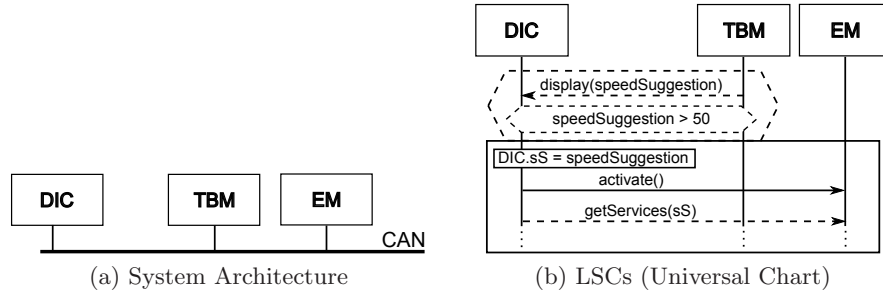 DIC TBM EM
CAN
(a) System Architecture
DIC TBM EM
display(speedSuggestion)
speedSuggestion > 50
DIC.sS = speedSuggestion
activate()
getServices(sS)
(b) LSCs (Universal Chart)